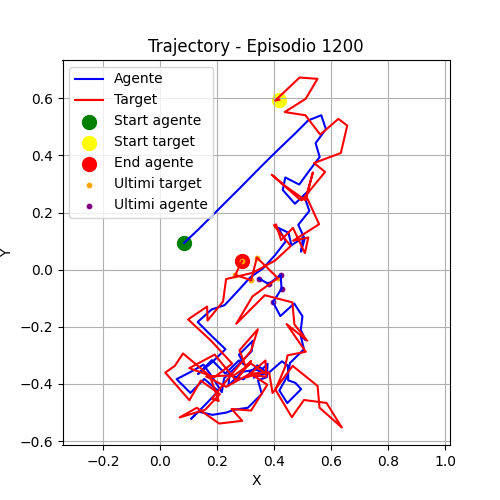 Trajectory - Episodio 1200
Agente
Target
Start agente
Start target
End agente
Ultimi target
Ultimi agente
Y
0.6
0.4
0.2
0.0
−0.2
−0.4
−0.6
−0.2
0.0
0.2
0.4
0.6
0.8
1.0
X